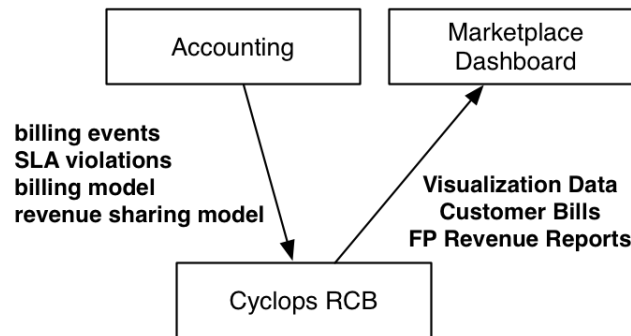 Accounting
Marketplace
Dashboard
billing events
SLA violations
billing model
revenue sharing model
Visualization Data
Customer Bills
FP Revenue Reports
Cyclops RCB